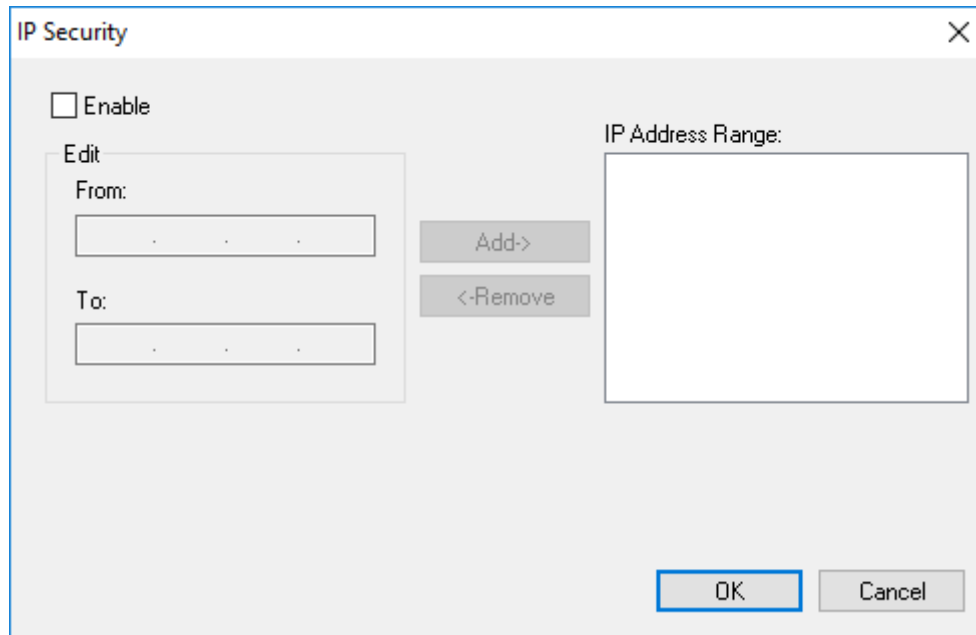 IP Security
Enable
Edit
From:
. . .
To:
. . .
IP Address Range:
Add->
<-Remove
OK
Cancel